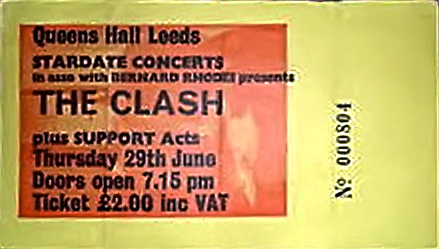 Queens Hall Leeds
STARDATE CONCERTS
in asso with BERNARD RHODES presents
THE CLASH
plus SUPPORT Acts
Thursday 29th June
Doors open 7.15 pm
Ticket £2.00 inc VAT
No 000804